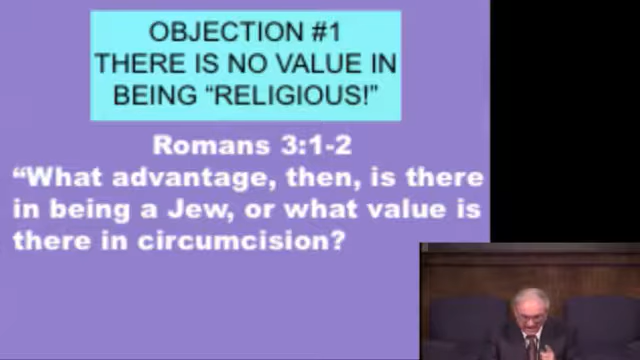 OBJECTION #1
THERE IS NO VALUE IN
BEING “RELIGIOUS!”
Romans 3:1-2
“What advantage, then, is there
in being a Jew, or what value is
there in circumcision?